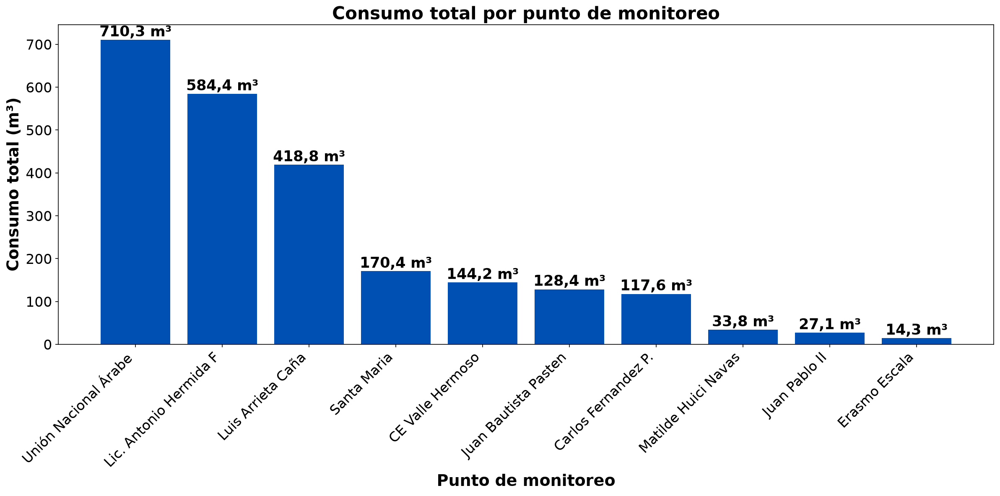 Consumo total por punto de monitoreo
Consumo total (m³)
700
600
500
400
300
200
100
0
710,3 m³
584,4 m³
418,8 m³
170,4 m³
144,2 m³
128,4 m³
117,6 m³
33,8 m³
27,1 m³
14,3 m³
Unión Nacional Árabe
Lic. Antonio Hermida F
Luis Arrieta Caña
Santa Maria
CE Valle Hermoso
Juan Bautista Pasten
Carlos Fernandez P.
Matilde Huici Navas
Juan Pablo II
Erasmo Escala
Punto de monitoreo